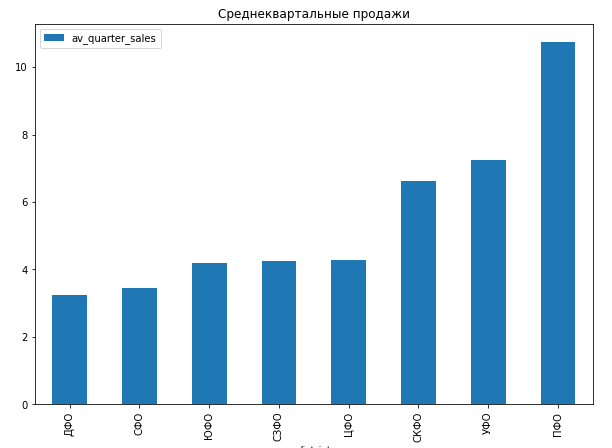 Среднеквартальные продажи
av_quarter_sales
10
8
6
4
2
0
ДФО
СФО
ЮФО
СЗФО
ЦФО
СКФО
УФО
ПФО